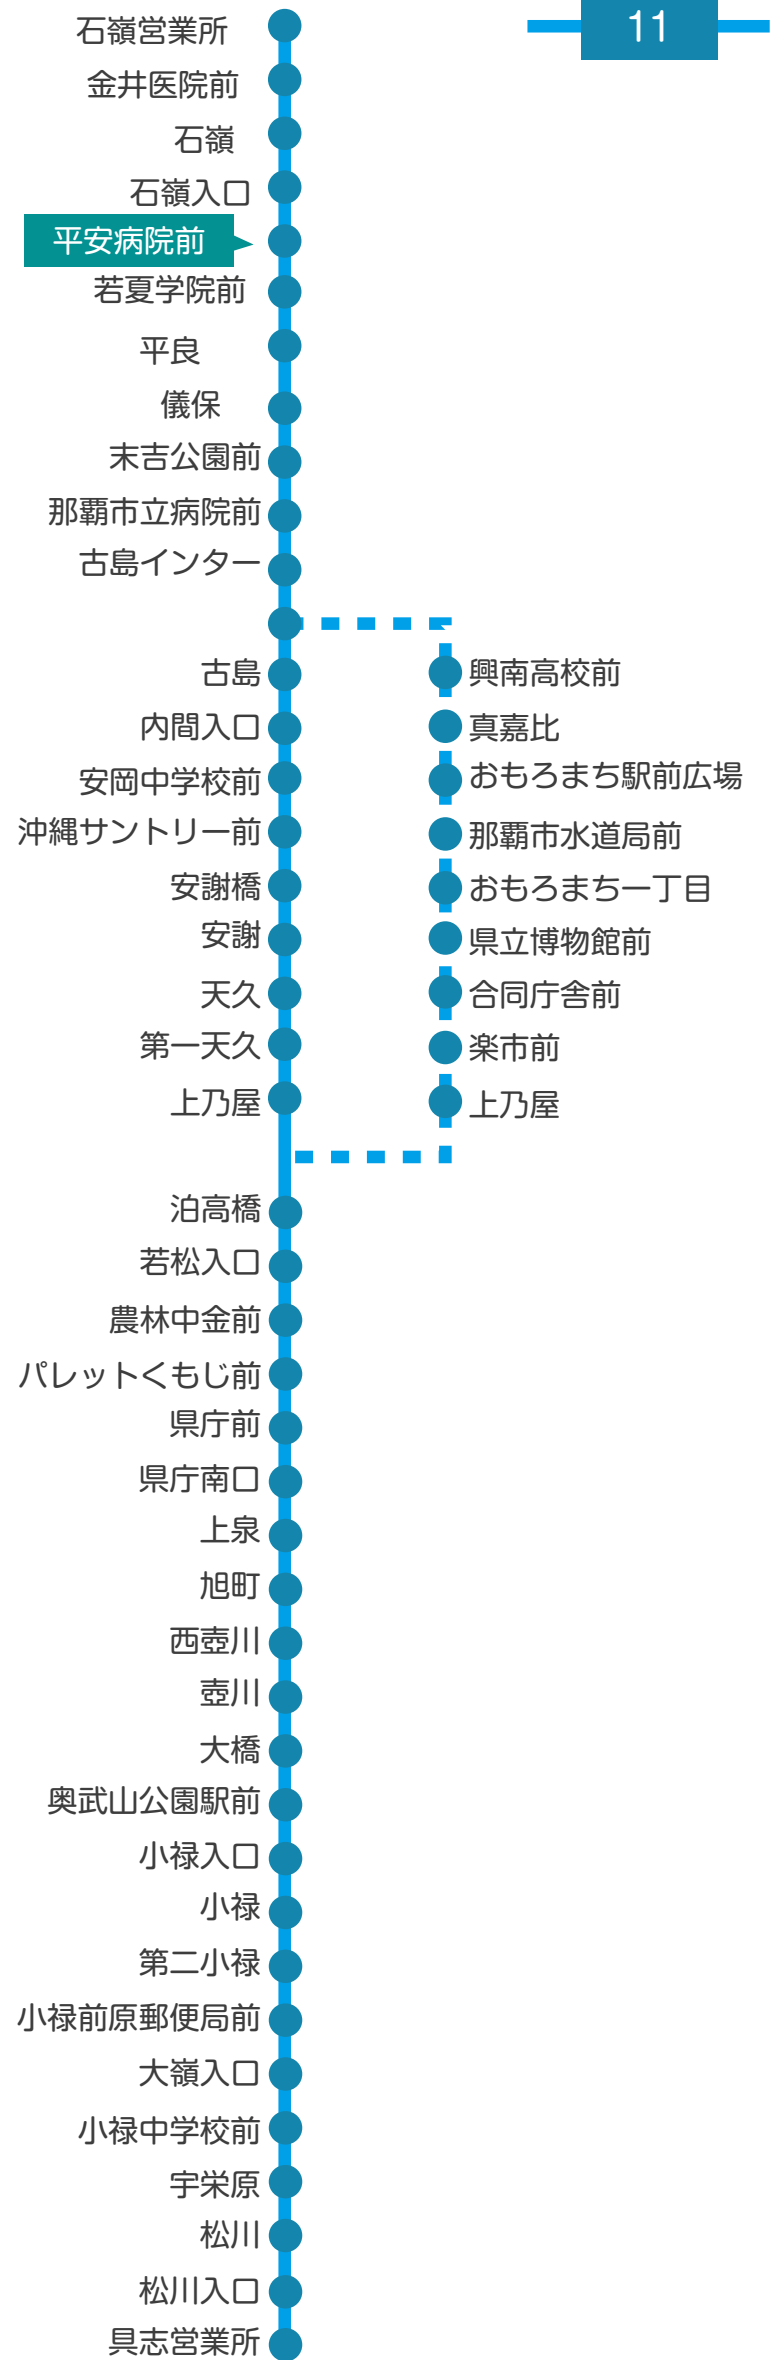 11
石嶺営業所
金井医院前
石嶺
石嶺入口
平安病院前
若夏学院前
平良
儀保
末吉公園前
那覇市立病院前
古島インター
古島
内間入口
安岡中学校前
沖縄サントリー前
安謝橋
安謝
天久
第一天久
上乃屋
興南高校前
真嘉比
おもろまち駅前広場
那覇市水道局前
おもろまち一丁目
県立博物館前
合同庁舎前
楽市前
上乃屋
泊高橋
若松入口
農林中金前
パレットくもじ前
県庁前
県庁南口
上泉
旭町
西壺川
壺川
大橋
奥武山公園駅前
小禄入口
小禄
第二小禄
小禄前原郵便局前
大嶺入口
小禄中学校前
宇栄原
松川
松川入口
具志営業所